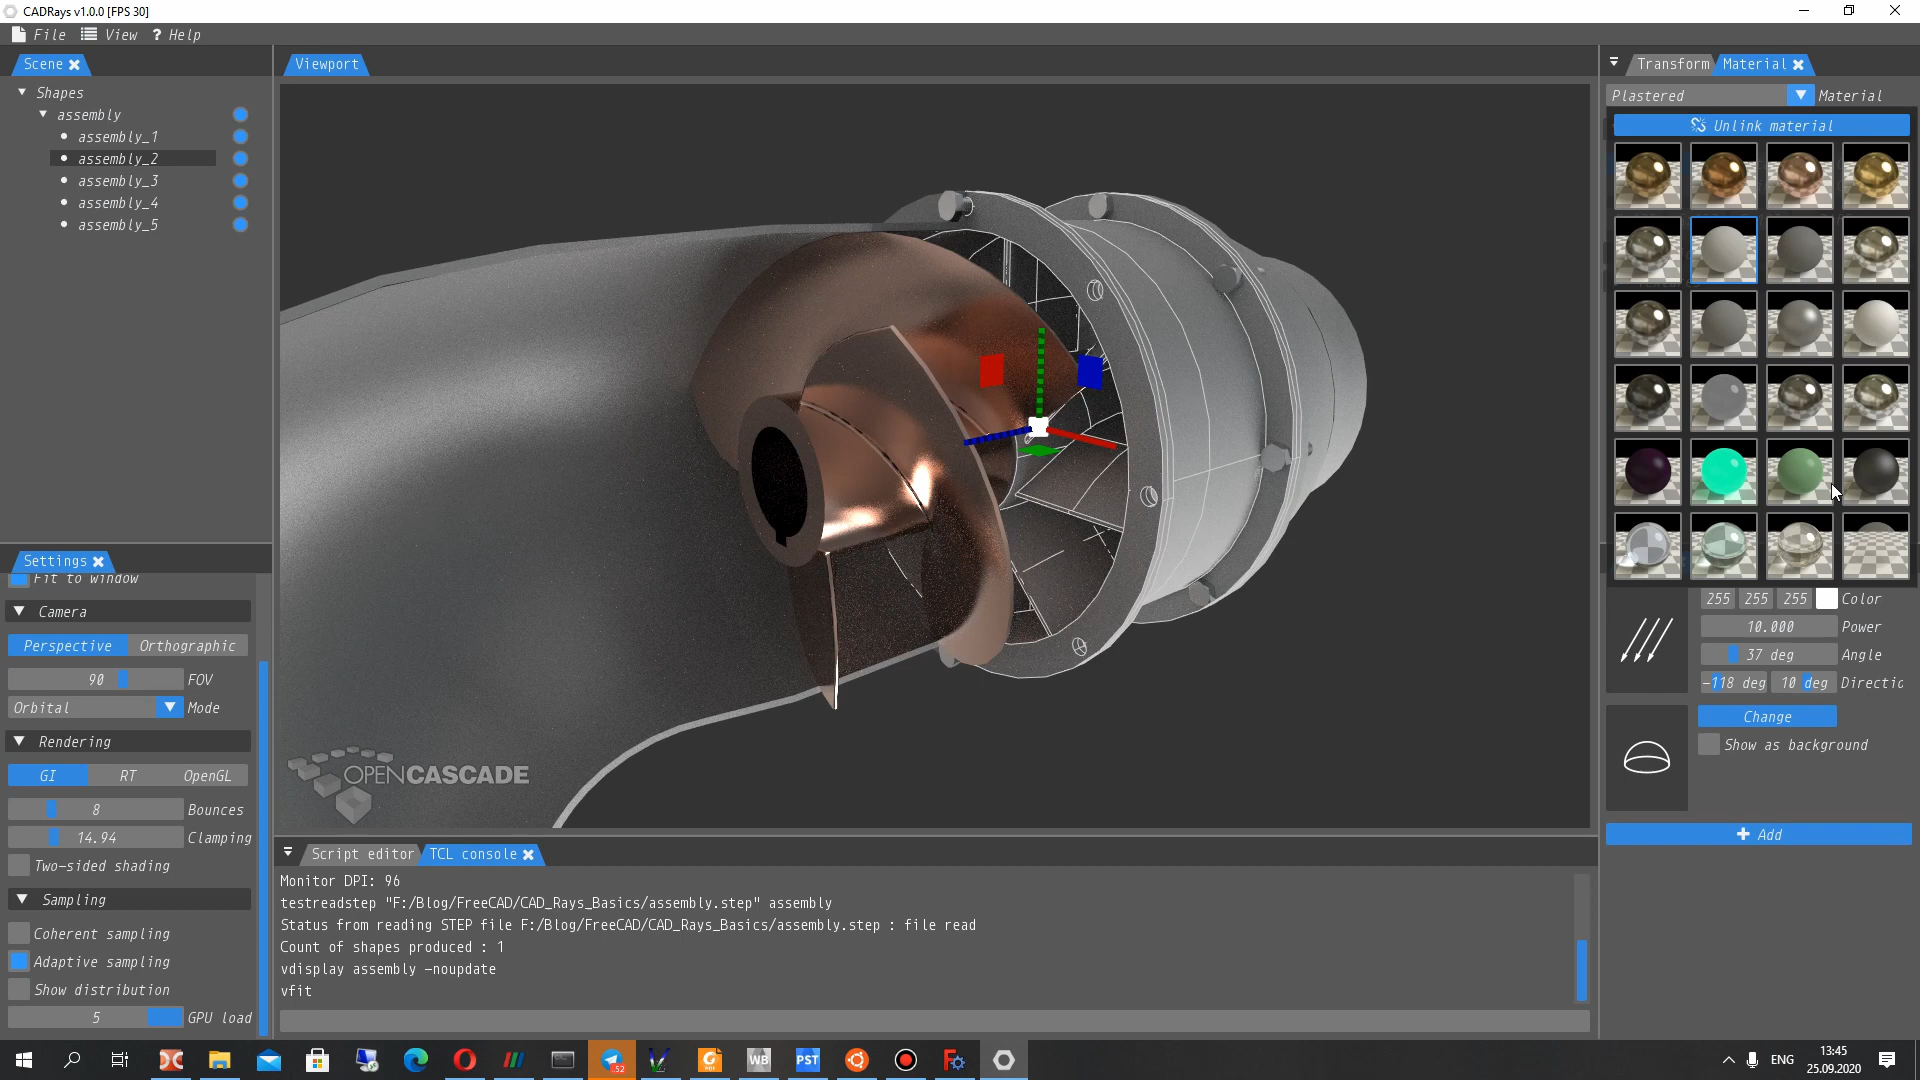 CADRays v1.0.0 [FPS 30]
File View ? Help
Scene
Shapes
assembly
assembly_1
assembly_2
assembly_3
assembly_4
assembly_5
Settings
Fit to window
Camera
Perspective Orthographic
90 FOV
Orbital Mode
Rendering
GI RT OpenGL
8 Bounces
14.94 Clamping
Two-sided shading
Sampling
Coherent sampling
Adaptive sampling
Show distribution
5 GPU load
Viewport
OPENCASCADE
Script editor TCL console
Monitor DPI: 96
testreadstep "F:/Blog/FreeCAD/CAD_Rays_Basics/assembly.step" assembly
Status from reading STEP file F:/Blog/FreeCAD/CAD_Rays_Basics/assembly.step : file read
Count of shapes produced : 1
vdisplay assembly -noupdate
vfit
Transform Material
Plastered Material
Unlink material
255 255 255 Color
10.000 Power
37 deg Angle
-118 deg 10 deg Directic
Change
Show as background
+ Add
52
WB
PST
ENG
13:45
25.09.2020